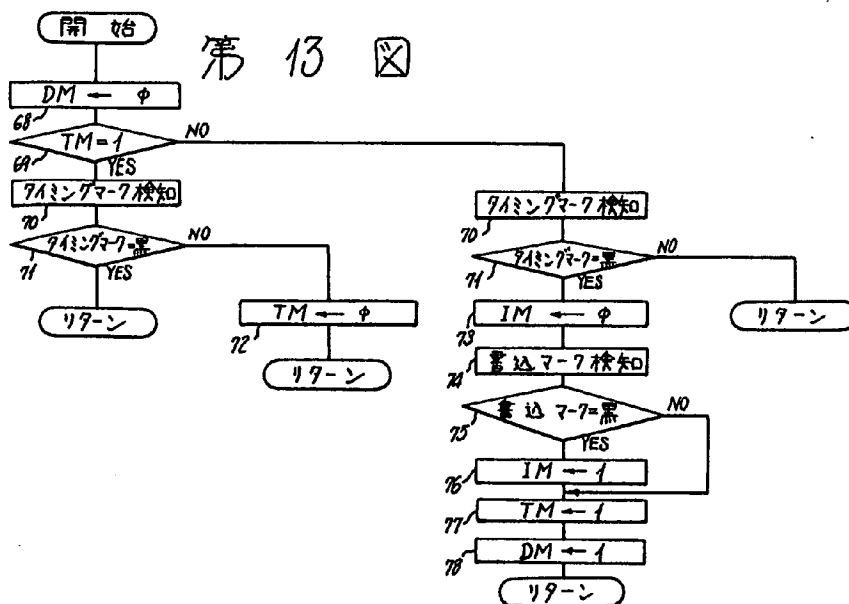 第 13 図
開 始
DM ← φ
68
TM=1
NO
69
YES
タイミングマーク検知
70
タイミングマーク=黒
NO
71
YES
リターン
TM ← φ
72
リターン
タイミングマーク検知
70
タイミングマーク=黒
NO
71
YES
リターン
IM ← φ
73
書込マーク検知
74
書込マーク=黒
NO
75
YES
IM ← 1
76
TM ← 1
77
DM ← 1
78
リターン